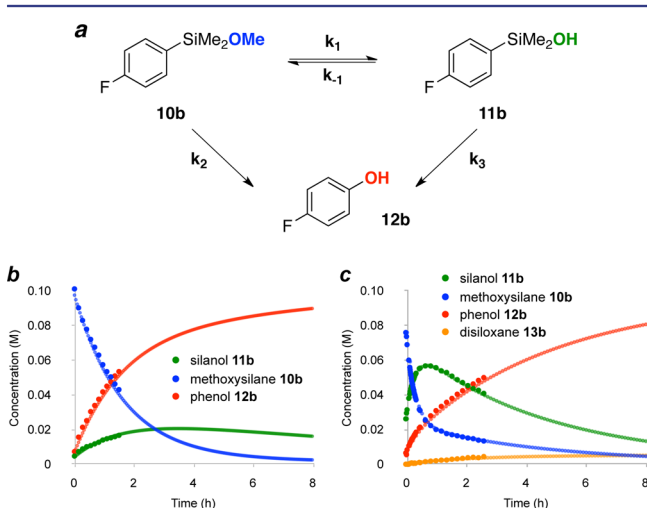 a
SiMe2OMe
k1
k-1
SiMe2OH
F
F
10b
11b
k2
k3
OH
F
12b
b
0.10
0.08
0.06
0.04
0.02
0
Concentration (M)
silanol 11b
methoxysilane 10b
phenol 12b
0
2
4
6
8
Time (h)
c
silanol 11b
methoxysilane 10b
phenol 12b
disiloxane 13b
0.10
0.08
0.06
0.04
0.02
0
Concentration (M)
0
2
4
6
8
Time (h)